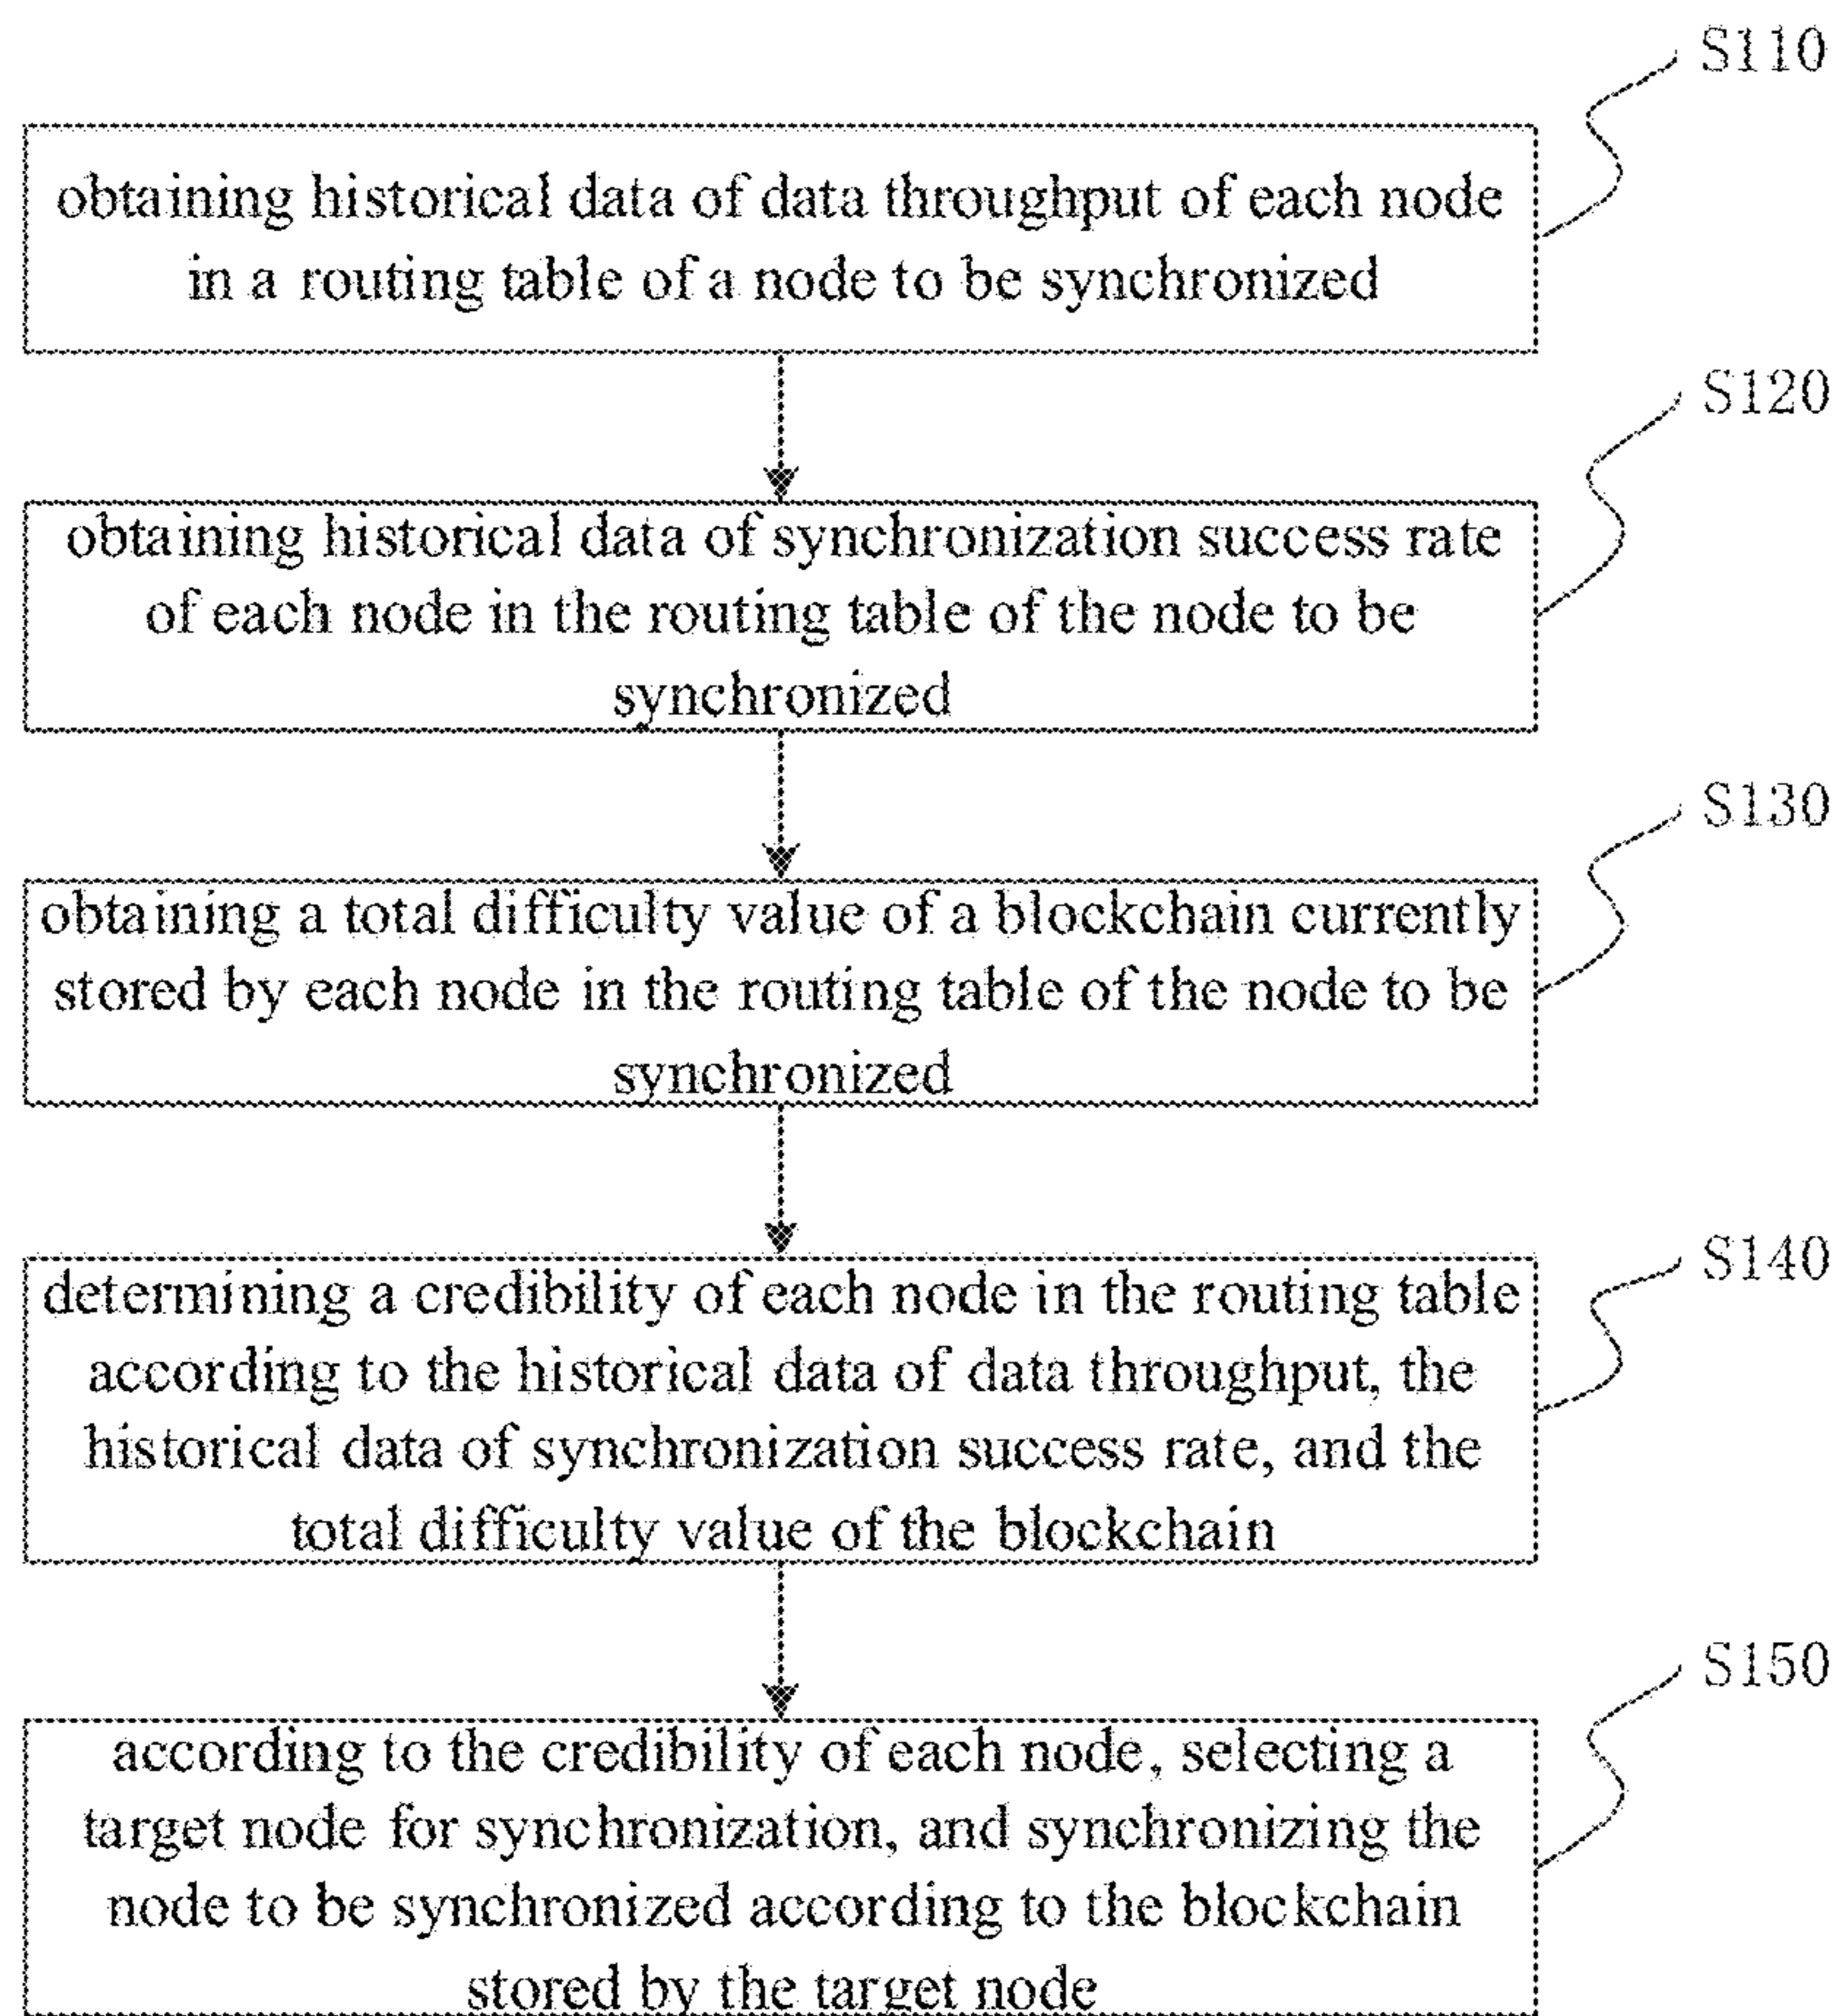 S110
obtaining historical data of data throughput of each node
in a routing table of a node to be synchronized
S120
obtaining historical data of synchronization success rate
of each node in the routing table of the node to be
synchronized
S130
obtaining a total difficulty value of a blockchain currently
stored by each node in the routing table of the node to be
synchronized
S140
determining a credibility of each node in the routing table
according to the historical data of data throughput, the
historical data of synchronization success rate, and the
total difficulty value of the blockchain
S150
according to the credibility of each node, selecting a
target node for synchronization, and synchronizing the
node to be synchronized according to the blockchain
stored by the target node